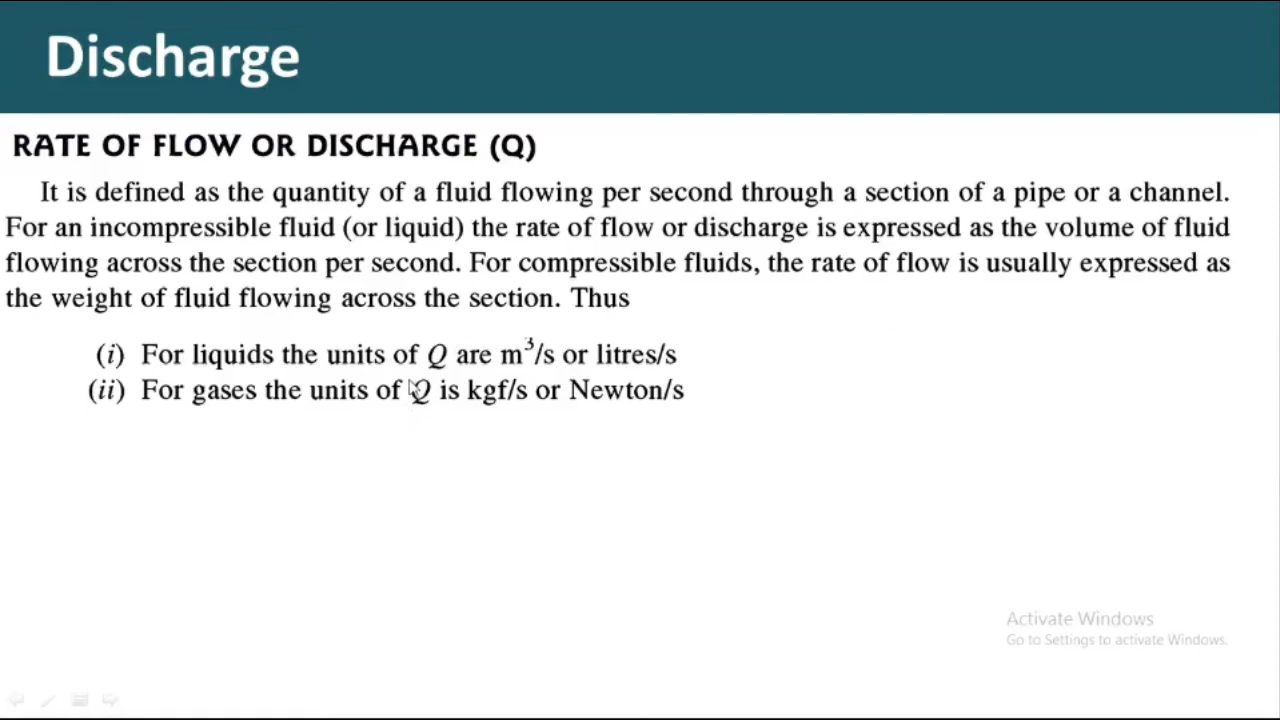 Discharge
RATE OF FLOW OR DISCHARGE (Q)
It is defined as the quantity of a fluid flowing per second through a section of a pipe or a channel.
For an incompressible fluid (or liquid) the rate of flow or discharge is expressed as the volume of fluid
flowing across the section per second. For compressible fluids, the rate of flow is usually expressed as
the weight of fluid flowing across the section. Thus
(i) For liquids the units of Q are m³/s or litres/s
(ii) For gases the units of Q is kgf/s or Newton/s
Activate Windows
Go to Settings to activate Windows.